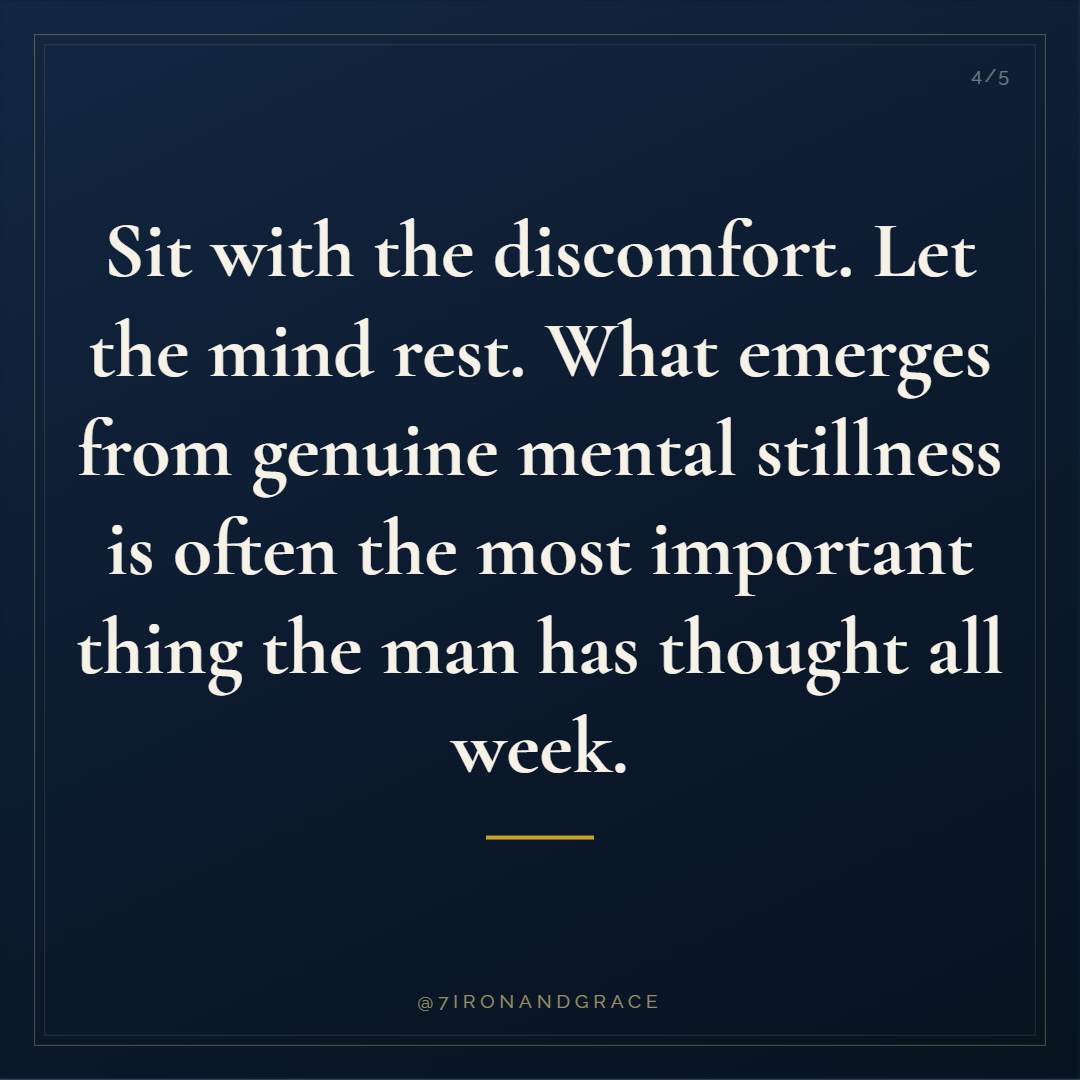 4/5
Sit with the discomfort. Let
the mind rest. What emerges
from genuine mental stillness
is often the most important
thing the man has thought all
week.
@7IRONANDGRACE